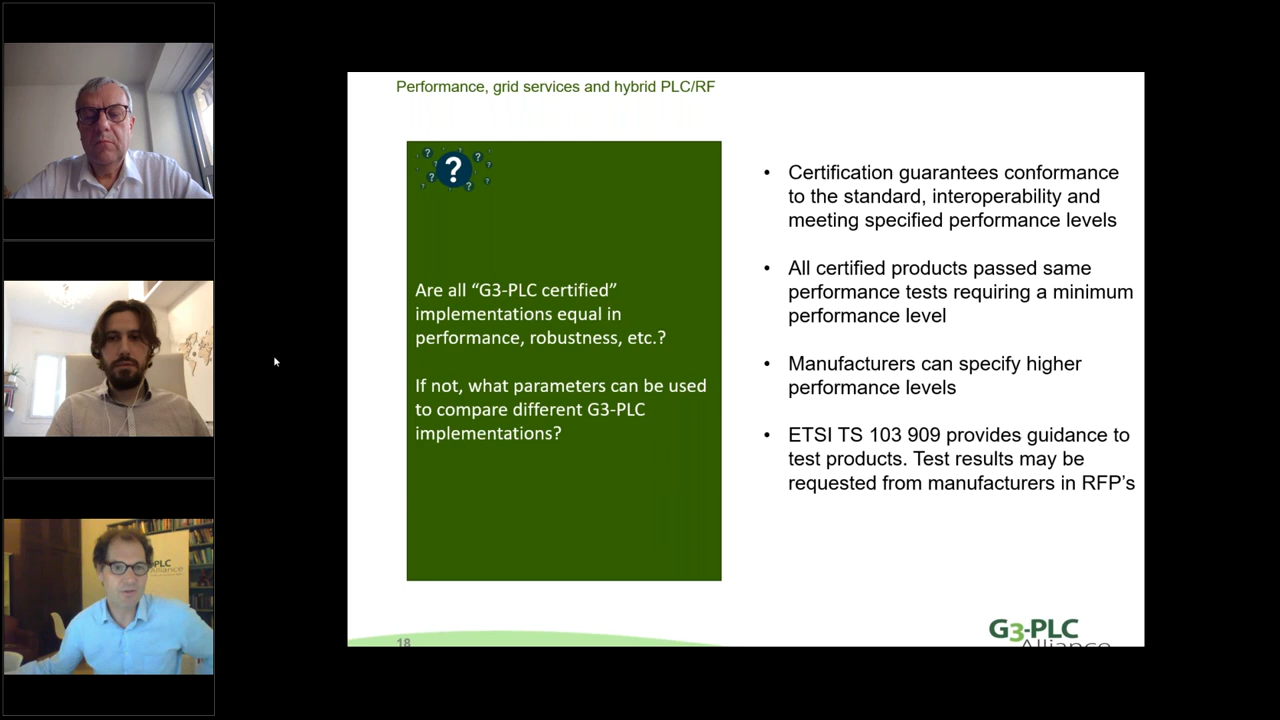 Performance, grid services and hybrid PLC/RF
?
Are all “G3-PLC certified”
implementations equal in
performance, robustness, etc.?
If not, what parameters can be used
to compare different G3-PLC
implementations?
• Certification guarantees conformance
to the standard, interoperability and
meeting specified performance levels
• All certified products passed same
performance tests requiring a minimum
performance level
• Manufacturers can specify higher
performance levels
• ETSI TS 103 909 provides guidance to
test products. Test results may be
requested from manufacturers in RFP’s
PLC
Alliance
18
G3-PLC
Alliance